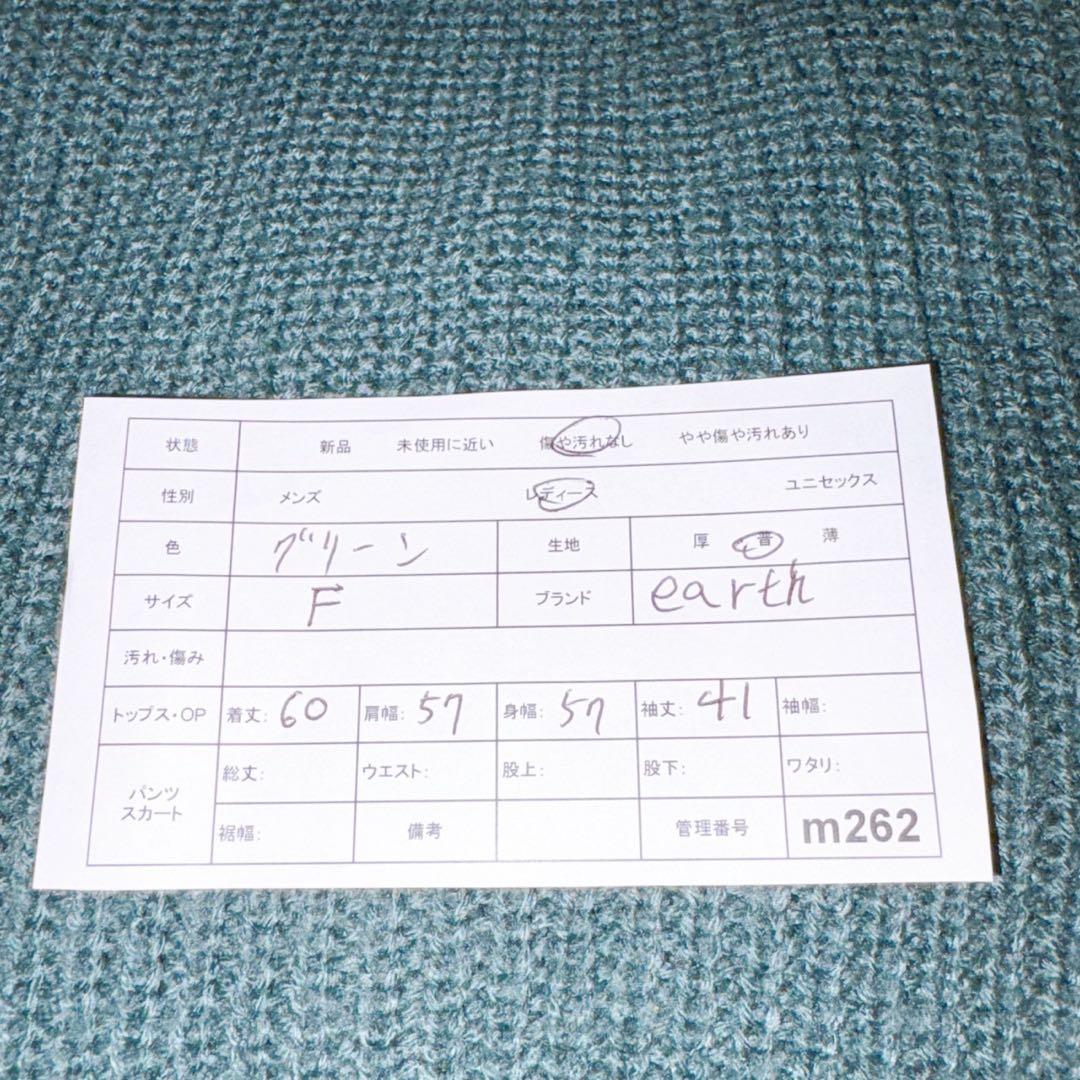 状態 新品 未使用に近い 傷や汚れなし やや傷や汚れあり
性別 メンズ レディース ユニセックス
色 グリーン 生地 厚 普 薄
サイズ F ブランド earth
汚れ・傷み
トップス・OP 着丈: 60 肩幅: 57 身幅: 57 袖丈: 41 袖幅:
パンツ スカート 総丈: ウエスト: 股上: 股下: ワタリ:
裾幅: 備考 管理番号 m262